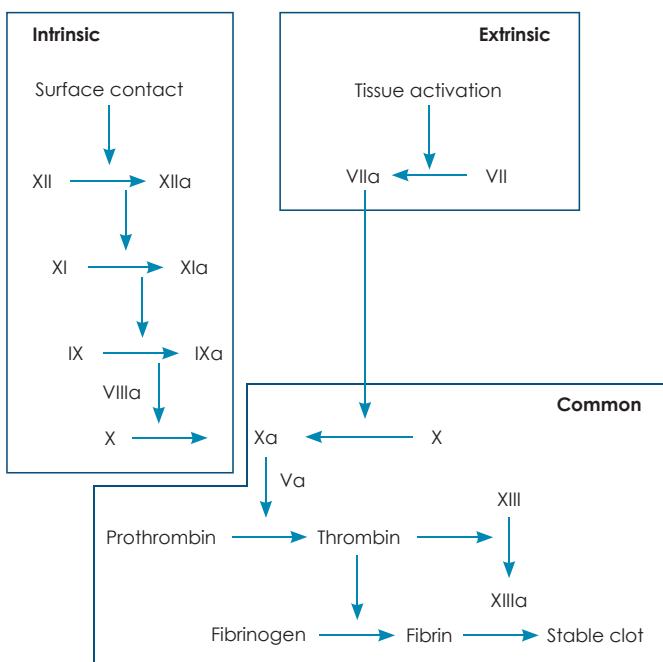 Intrinsic
Surface contact
XII XIIa
XI XIa
IX IXa
VIIIa
X
Extrinsic
Tissue activation
VIIa VII
Common
Xa X
Va
XIII
Prothrombin Thrombin
XIIIa
Fibrinogen Fibrin Stable clot